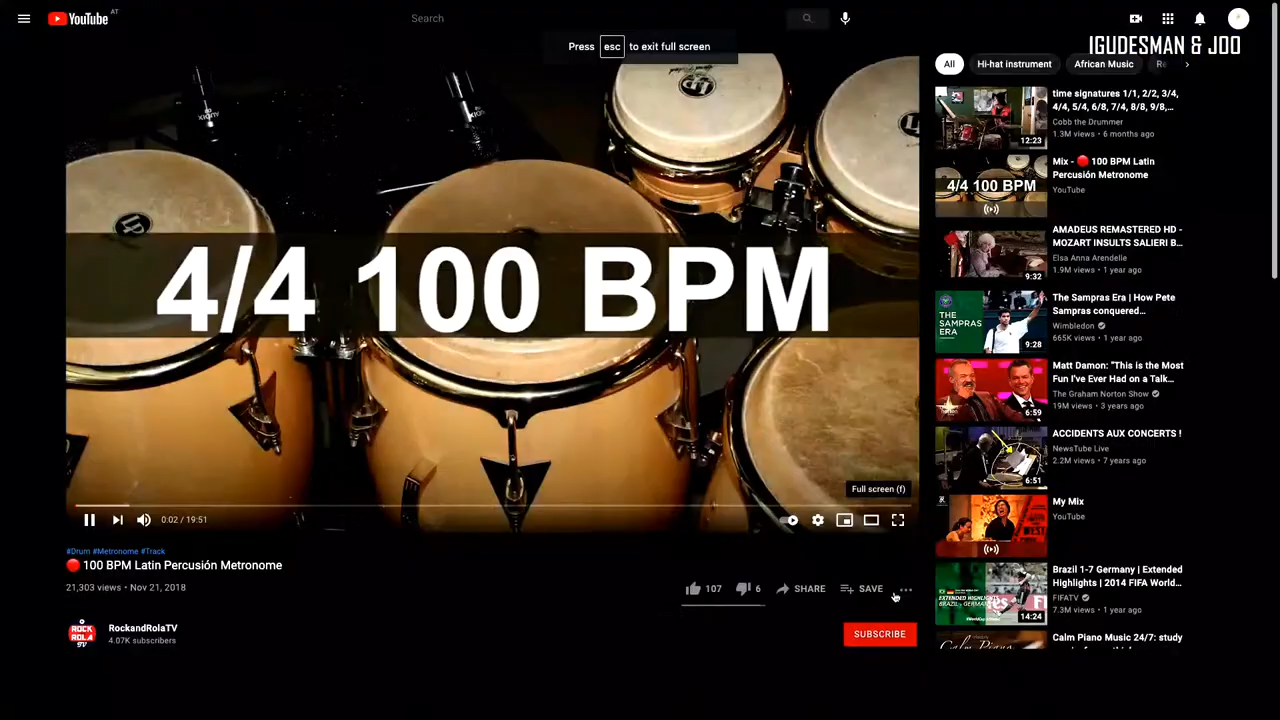 YouTube AT
Search
Press esc to exit full screen
IGUDESMAN & JOO
All
Hi-hat instrument
African Music
Re
4/4 100 BPM
Full screen (f)
0:02 / 19:51
#Drum #Metronome #Track
🔴 100 BPM Latin Percusión Metronome
21,303 views • Nov 21, 2018
107
6
SHARE
SAVE
ROCK
ROLA
TV
RockandRolaTV
4.07K subscribers
SUBSCRIBE
12:23
time signatures 1/1, 2/2, 3/4,
4/4, 5/4, 6/8, 7/4, 8/8, 9/8,...
Cobb the Drummer
1.3M views • 6 months ago
4/4 100 BPM
Mix - 🔴 100 BPM Latin
Percusión Metronome
YouTube
9:32
AMADEUS REMASTERED HD -
MOZART INSULTS SALIERI B...
Elsa Anna Arendelle
1.9M views • 1 year ago
THE
SAMPRAS
ERA
9:28
The Sampras Era | How Pete
Sampras conquered...
Wimbledon
665K views • 1 year ago
6:59
Matt Damon: "This is the Most
Fun I've Ever Had on a Talk...
The Graham Norton Show
19M views • 3 years ago
6:51
ACCIDENTS AUX CONCERTS !
NewsTube Live
2.2M views • 7 years ago
My Mix
YouTube
EXTENDED HIGHLIGHTS
BRAZIL - GERMANY
14:24
Brazil 1-7 Germany | Extended
Highlights | 2014 FIFA World...
FIFATV
7.3M views • 1 year ago
Calm Piano Music 24/7: study